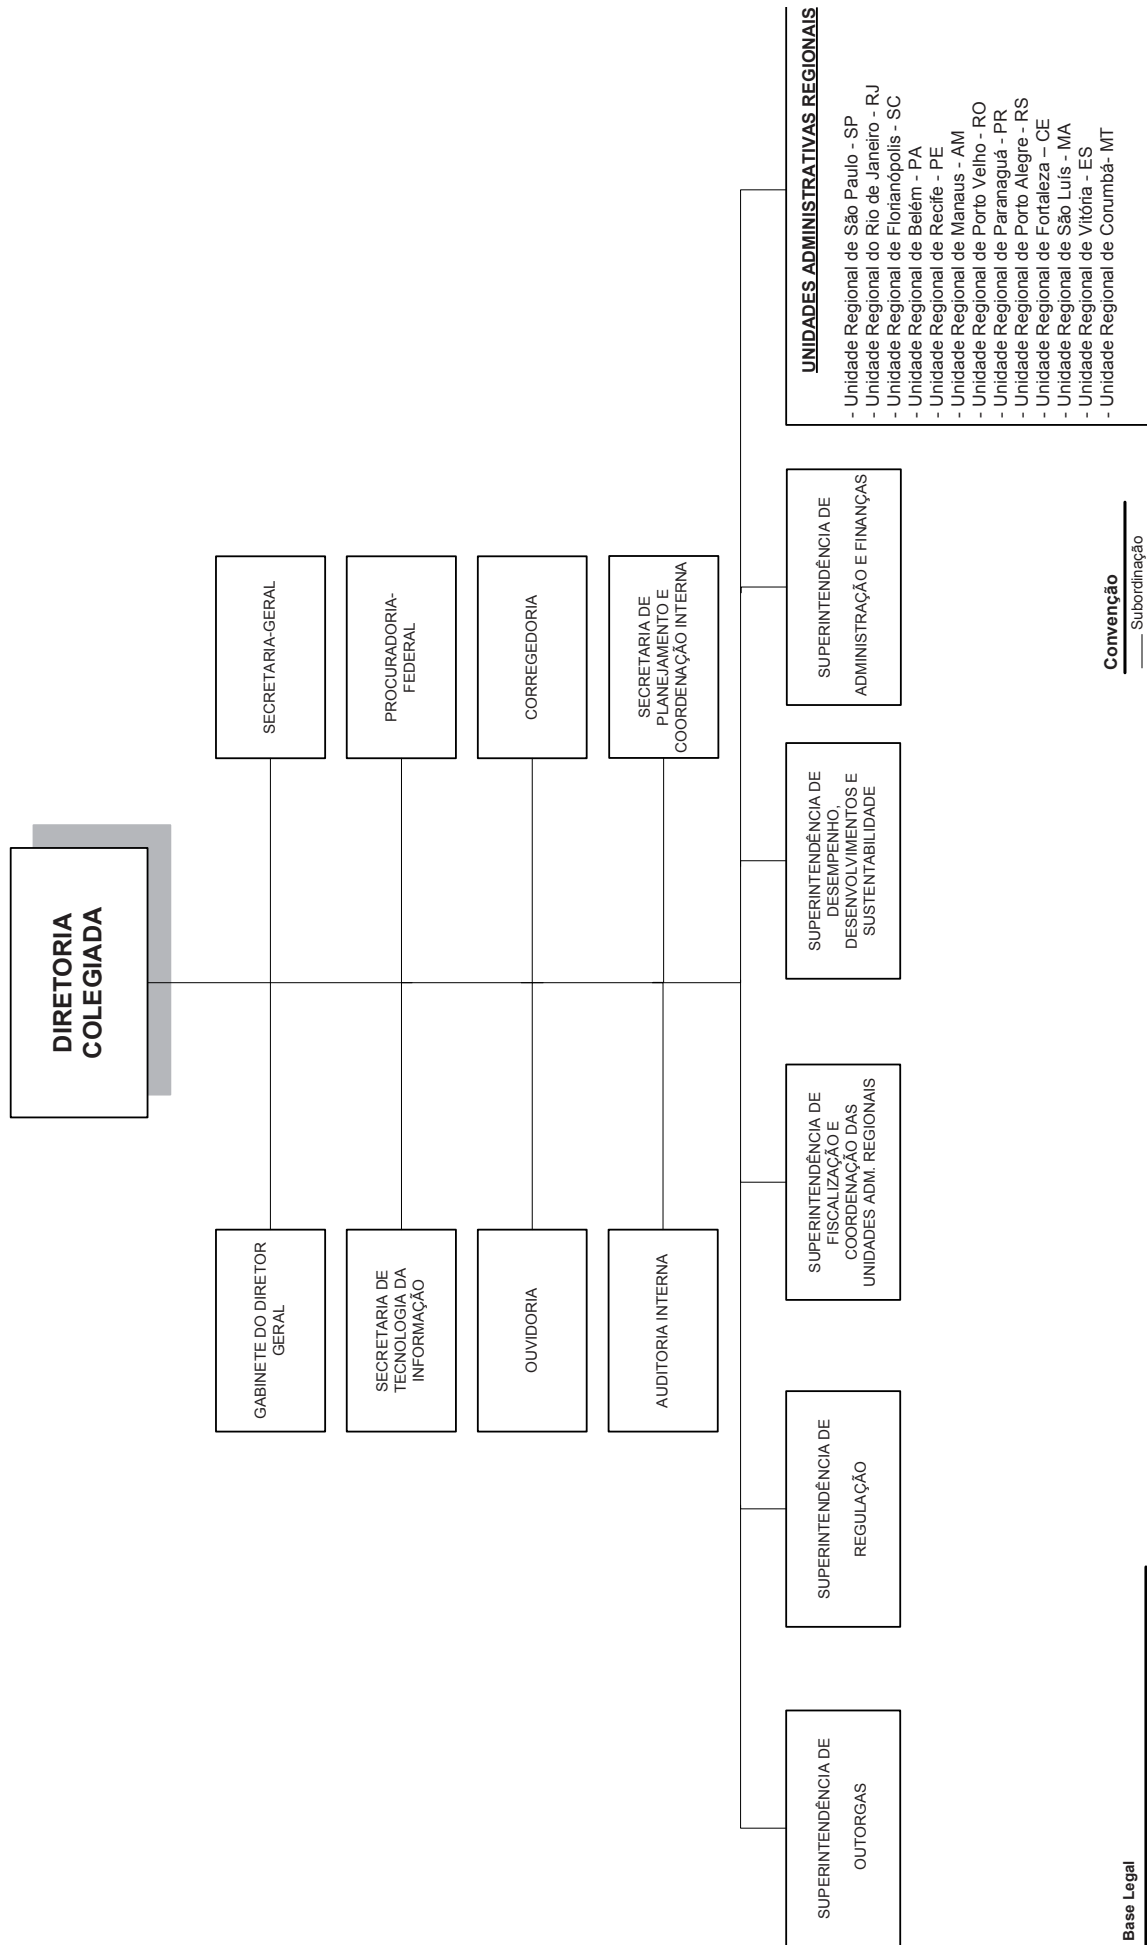 DIRETORIA
COLEGIADA
GABINETE DO DIRETOR
GERAL
SECRETARIA-GERAL
SECRETARIA DE
TECNOLOGIA DA
INFORMAÇÃO
PROCURADORIA-
FEDERAL
OUVIDORIA
CORREGEDORIA
AUDITORIA INTERNA
SECRETARIA DE
PLANEJAMENTO E
COORDENAÇÃO INTERNA
SUPERINTENDÊNCIA DE
OUTORGAS
SUPERINTENDÊNCIA DE
REGULAÇÃO
SUPERINTENDÊNCIA DE
FISCALIZAÇÃO E
COORDENAÇÃO DAS
UNIDADES ADM. REGIONAIS
SUPERINTENDÊNCIA DE
DESEMPENHO,
DESENVOLVIMENTOS E
SUSTENTABILIDADE
SUPERINTENDÊNCIA DE
ADMINISTRAÇÃO E FINANÇAS
UNIDADES ADMINISTRATIVAS REGIONAIS
- Unidade Regional de São Paulo - SP
- Unidade Regional do Rio de Janeiro - RJ
- Unidade Regional de Florianópolis - SC
- Unidade Regional de Belém - PA
- Unidade Regional de Recife - PE
- Unidade Regional de Manaus - AM
- Unidade Regional de Porto Velho - RO
- Unidade Regional de Paranaguá - PR
- Unidade Regional de Porto Alegre - RS
- Unidade Regional de Fortaleza – CE
- Unidade Regional de São Luís - MA
- Unidade Regional de Vitória - ES
- Unidade Regional de Corumbá- MT
Base Legal
Convenção
Subordinação